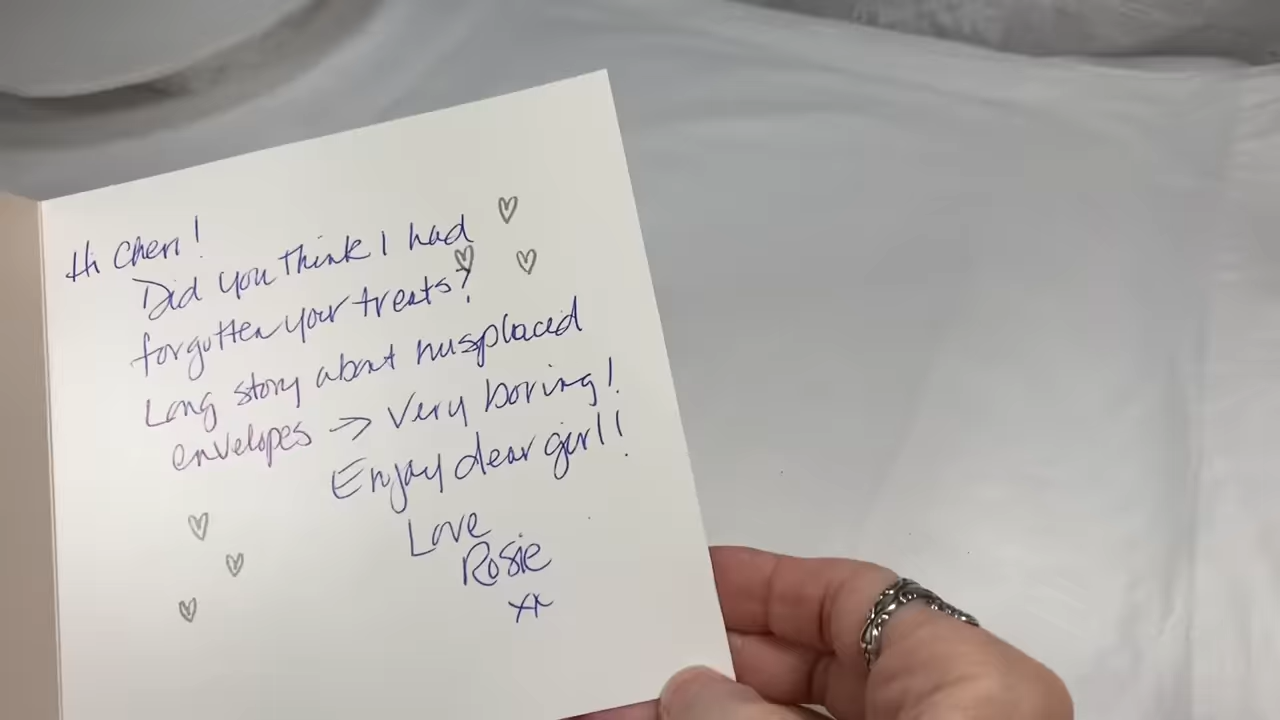 Hi Cheri!
Did you think I had
forgotten your treats?
Long story about misplaced
envelopes → Very boring!
Enjoy dear girl!
Love
Rosie
xx